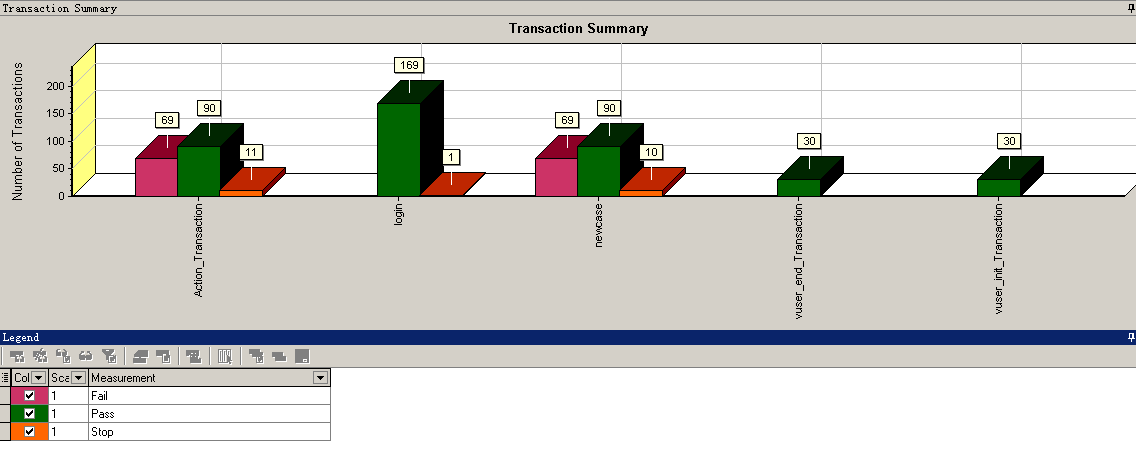 Transaction Summary
Transaction Summary
Number of Transactions
200
150
100
50
0
69
90
11
169
1
69
90
10
30
30
Action_Transaction
login
newcase
vuser_end_Transaction
vuser_init_Transaction
Legend
Col Sca Measurement
1 Fail
1 Pass
1 Stop